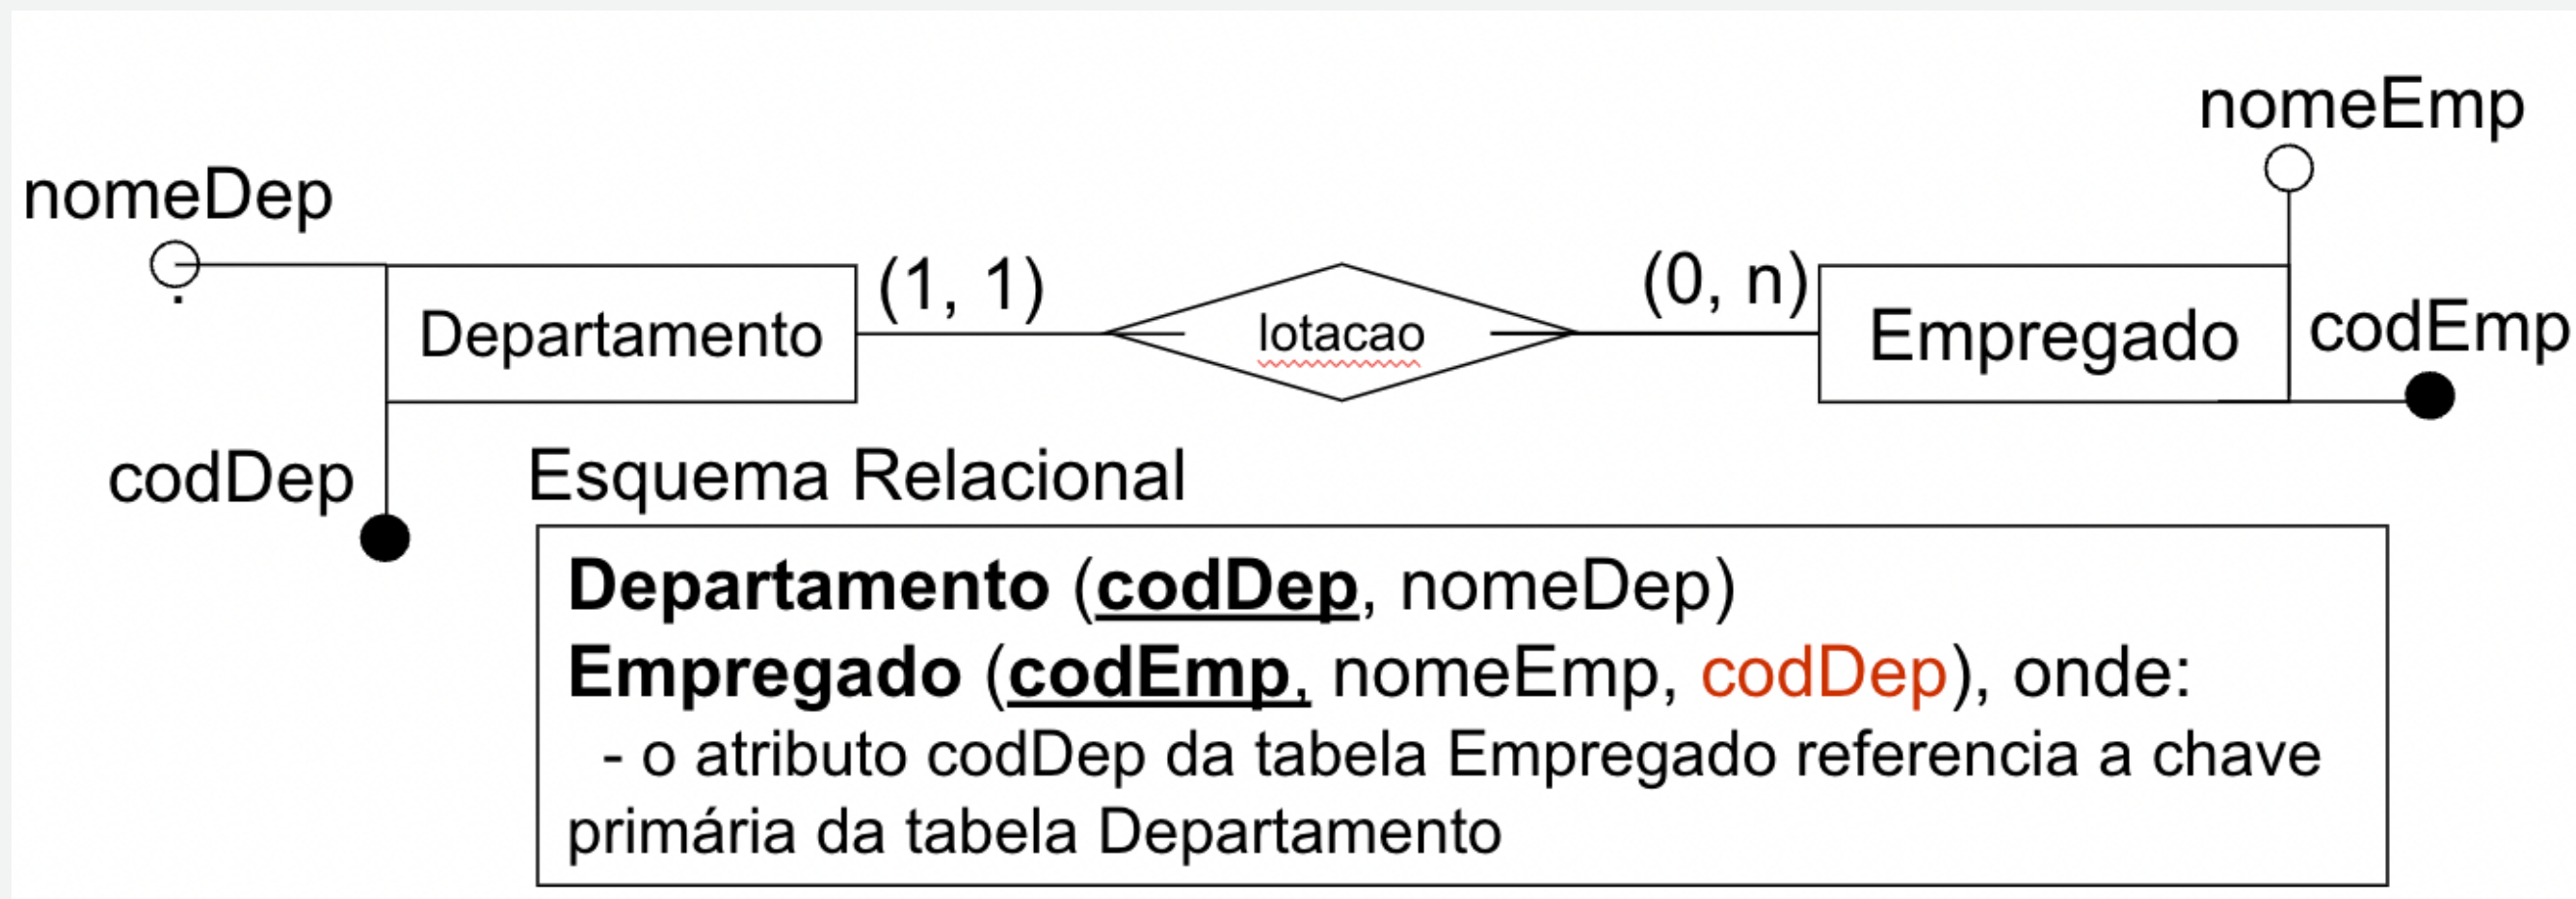 nomeEmp
nomeDep
(1, 1)
(0, n)
Departamento
lotacao
Empregado
codEmp
codDep
Esquema Relacional
Departamento (codDep, nomeDep)
Empregado (codEmp, nomeEmp, codDep), onde:
- o atributo codDep da tabela Empregado referencia a chave
primária da tabela Departamento